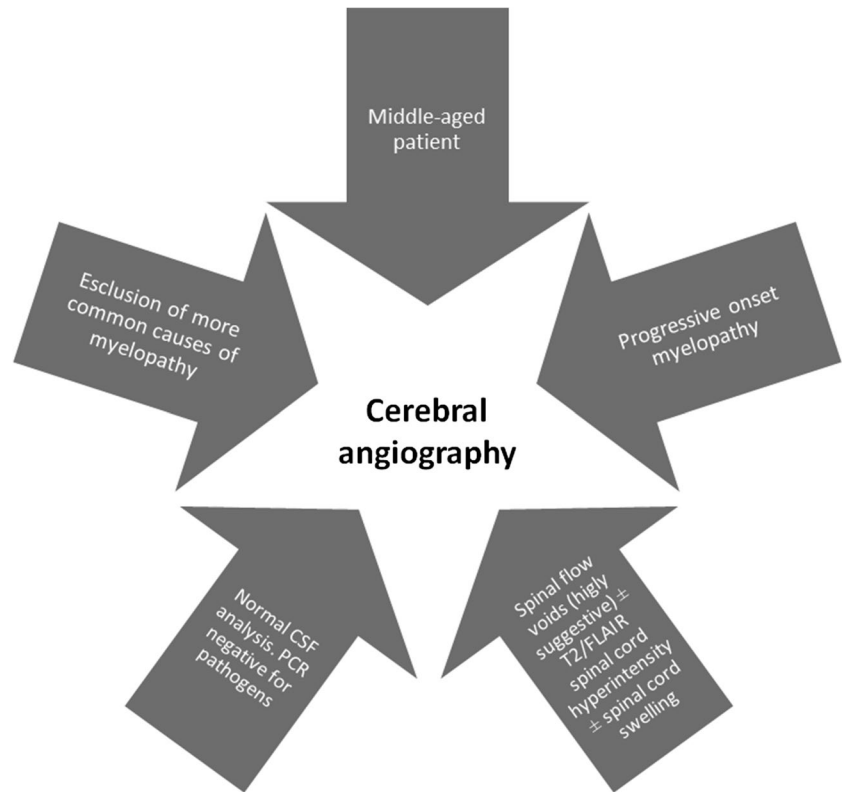 Middle-aged
patient
Esclusion of more
common causes of
myelopathy
Progressive onset
myelopathy
Cerebral
angiography
Normal CSF
analysis. PCR
negative for
pathogens
Spinal flow
voids (higly
suggestive) ±
T2/FLAIR
spinal cord
hyperintensity
± spinal cord
swelling